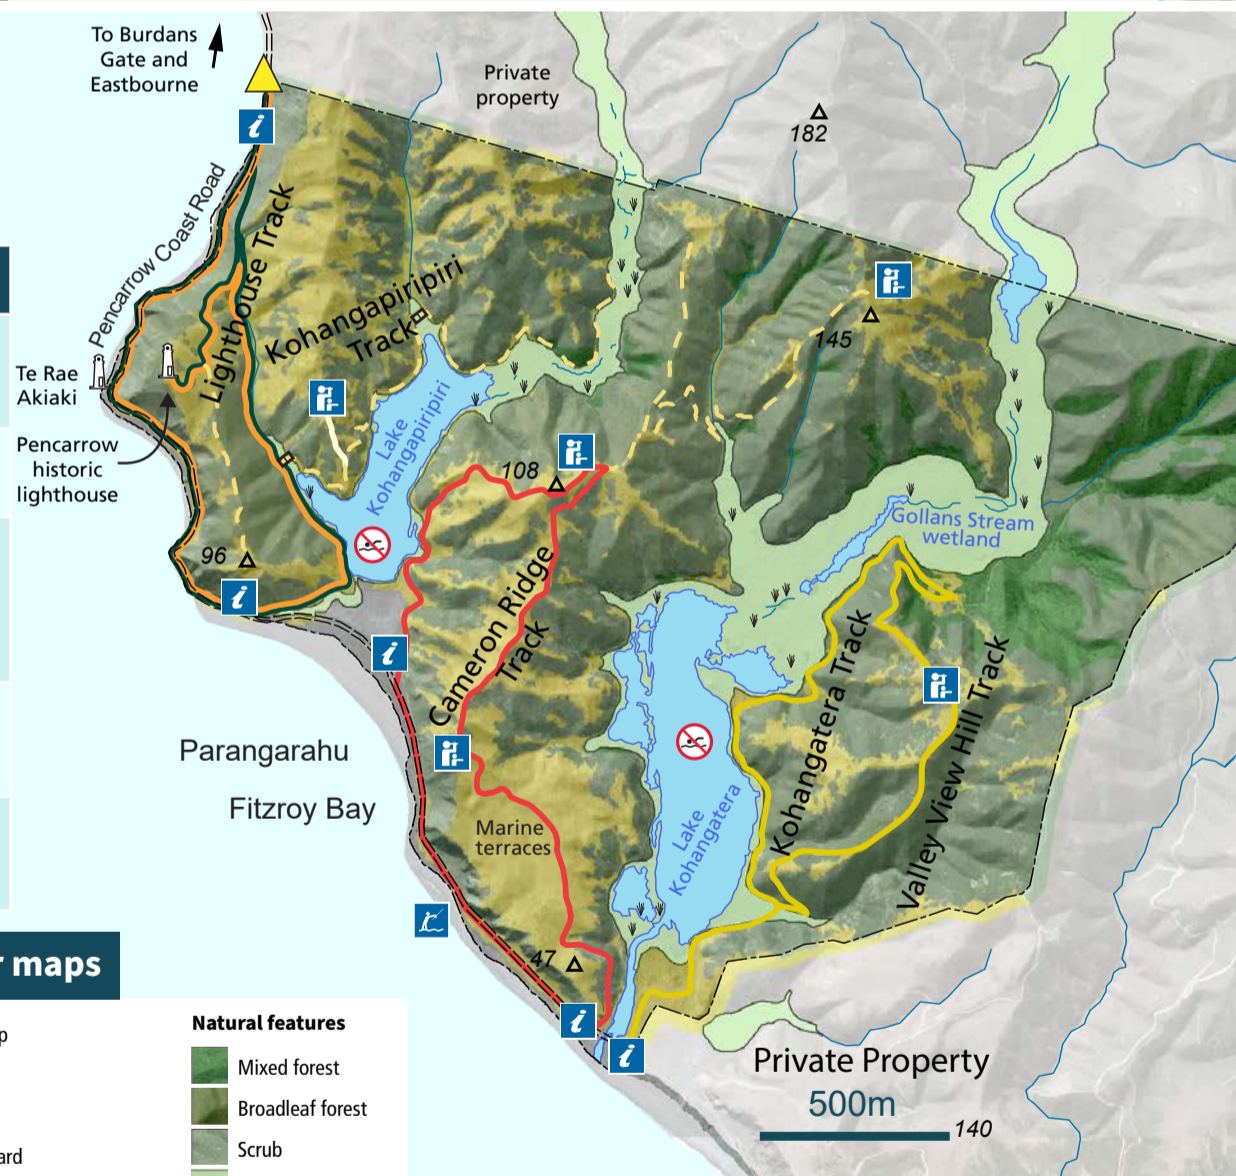 To Burdans
Gate and
Eastbourne
Private
property
182
i
Pencarrow Coast Road
Lighthouse Track
Kohangapiripiri
Track
145
Te Rae
Akiaki
Pencarrow
historic
lighthouse
Lake
Kohangapiripiri
108
Gollans Stream
wetland
96
i
i
Cameron Ridge
Track
Kohangatera Track
Valley View Hill Track
Parangarahu
Fitzroy Bay
Marine
terraces
Lake
Kohangatera
47
r maps
i
i
Natural features
p
Mixed forest
Broadleaf forest
Scrub
ard
Private Property
500m
140